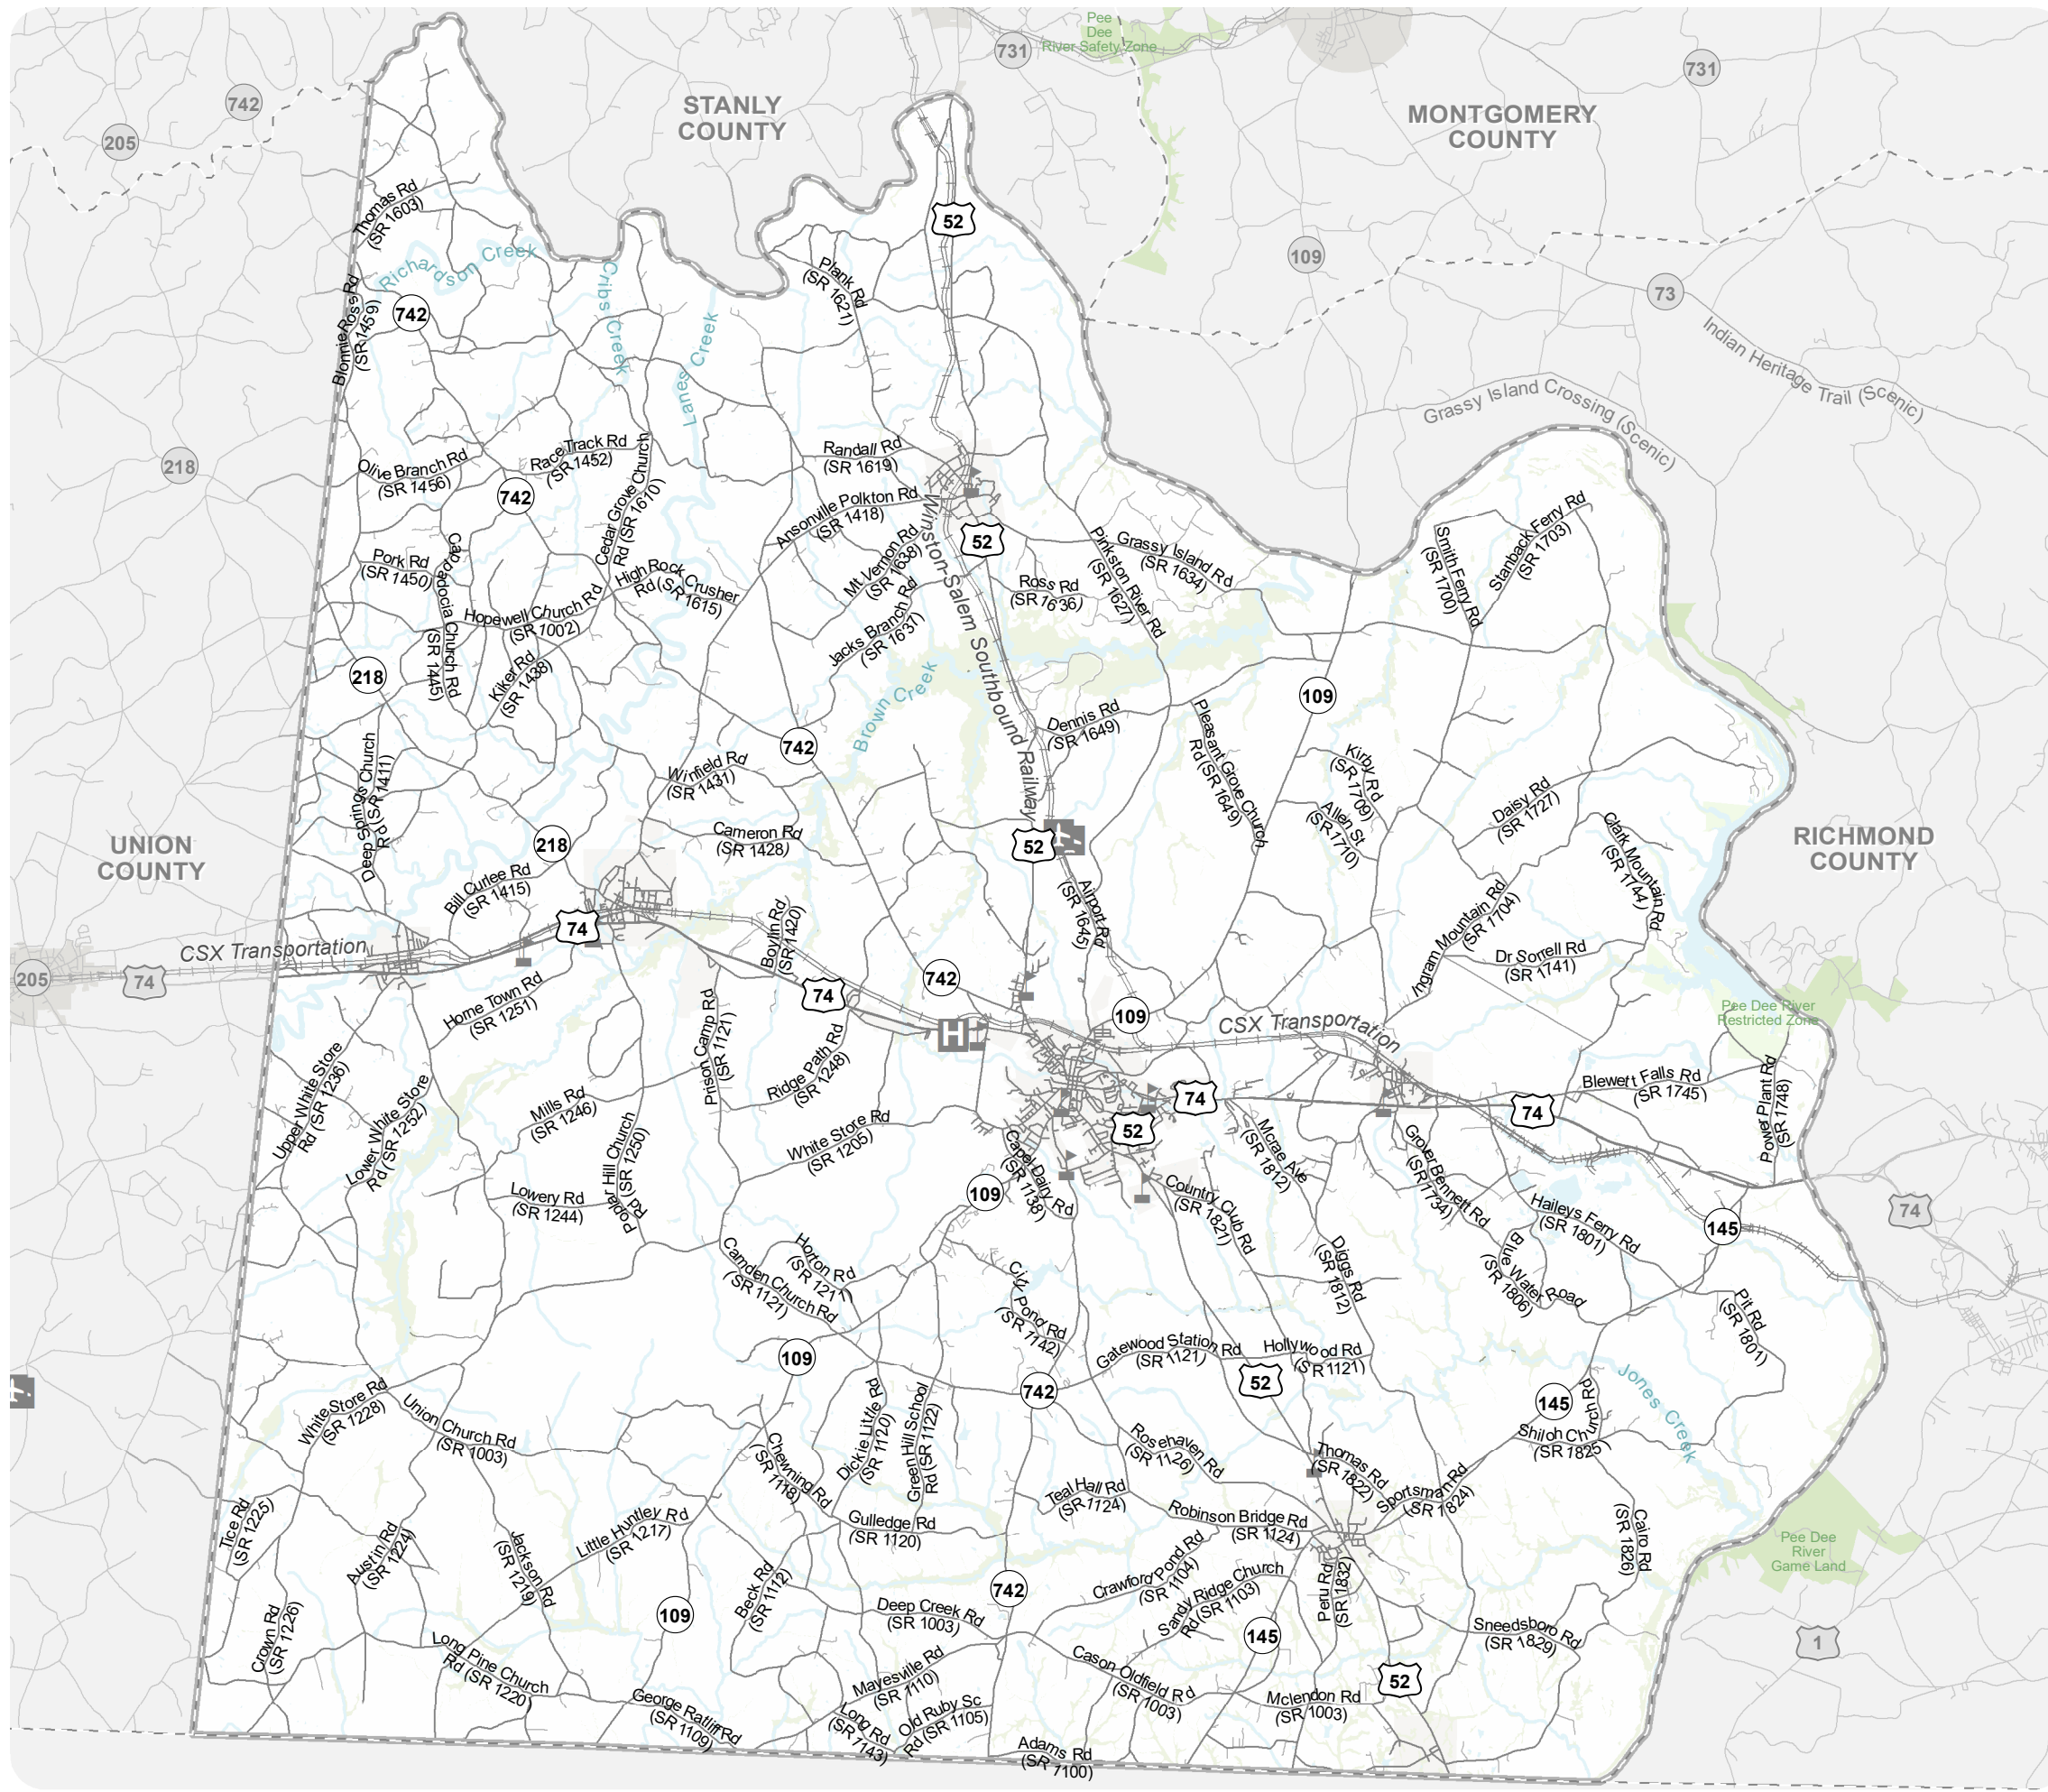 Pee
Dee
River Safety Zone
731
731
742
STANLY
COUNTY
MONTGOMERY
COUNTY
205
Thomas Rd
(SR 1603)
52
109
Richardson Creek
Cribs Creek
Plank Rd
(SR 1621)
73
Indian Heritage Trail (Scenic)
Blonnie Ross Rd
(SR 1459)
742
Lanes Creek
Grassy Island Crossing (Scenic)
218
Olive Branch Rd
(SR 1456)
Race Track Rd
(SR 1452)
742
Cedar Grove Church
Rd (SR 1610)
Randall Rd
(SR 1619)
Ansonville Polkton Rd
(SR 1418)
Winston-Salem Southbound Railway
52
Mt. Vernon Rd
(SR 1638)
Pinkston River Rd
(SR 1627)
Grassy Island Rd
(SR 1634)
Smith Ferry Rd
(SR 1700)
Stanback Ferry Rd
(SR 1703)
Pork Rd
(SR 1450)
Cappadocia Church Rd
(SR 1445)
High Rock Crusher
Rd (SR 1615)
Ross Rd
(SR 1636)
Hopewell Church Rd
(SR 1002)
Jacks Branch Rd
(SR 1637)
Kiker Rd
(SR 1438)
218
109
Brown Creek
Dennis Rd
(SR 1649)
Pleasant Grove Church
Rd (SR 1649)
742
Deep Springs Church
Rd (SR 1411)
Winfield Rd
(SR 1431)
Kirby Rd
(SR 1709)
Allen St
(SR 1710)
Daisy Rd
(SR 1727)
Clark Mountain Rd
(SR 1744)
UNION
COUNTY
RICHMOND
COUNTY
218
Cameron Rd
(SR 1428)
52
Bill Curlee Rd
(SR 1415)
Boylin Rd
(SR 1420)
Airport Rd
(SR 1645)
Ingram Mountain Rd
(SR 1704)
74
CSX Transportation
Dr Sorrell Rd
(SR 1741)
205
74
742
74
Home Town Rd
(SR 1251)
Prison Camp Rd
(SR 1121)
109
CSX Transportation
Pee Dee River
Restricted Zone
H
Upper White Store
Rd (SR 1236)
Lower White Store
Rd (SR 1252)
Mills Rd
(SR 1246)
Ridge Path Rd
(SR 1248)
Blewett Falls Rd
(SR 1745)
Power Plant Rd
(SR 1748)
74
74
52
White Store Rd
(SR 1205)
Poplar Hill Church
Rd (SR 1250)
Capel Dairy Rd
(SR 1138)
Mcrae Ave
(SR 1812)
Grover Bennett Rd
(SR 1734)
Lowery Rd
(SR 1244)
109
Country Club Rd
(SR 1821)
Haileys Ferry Rd
(SR 1801)
145
74
Horton Rd
(SR 1211)
Camden Church Rd
(SR 1121)
City Pond Rd
(SR 1142)
Diggs Rd
(SR 1812)
Blue Water Road
(SR 1806)
Pit Rd
(SR 1801)
109
Gatewood Station Rd
(SR 1121)
Hollywood Rd
(SR 1121)
52
742
145
Jones Creek
White Store Rd
(SR 1228)
Union Church Rd
(SR 1003)
Dickie Little Rd
(SR 1120)
Green Hill School
Rd (SR 1122)
Shiloh Church Rd
(SR 1825
Chewning Rd
(SR 1118)
Rosehaven Rd
(SR 1126)
Thomas Rd
(SR 1822)
Sportsman Rd
(SR 1824)
Teal Hall Rd
(SR 1124)
Robinson Bridge Rd
(SR 1124)
Tice Rd
(SR 1225)
Austin Rd
(SR 1224)
Jackson Rd
(SR 1219)
Little Huntley Rd
(SR 1217)
Gulledge Rd
(SR 1120)
Cairo Rd
(SR 1826)
Pee Dee
River
Game Land
Beck Rd
(SR 1112)
742
Crawford Pond Rd
(SR 1104)
Sandy Ridge Church
Rd (SR 1103)
Peru Rd
(SR 1832)
109
Deep Creek Rd
(SR 1003)
145
Crown Rd
(SR 1226)
Sneedsboro Rd
(SR 1829)
1
Long Pine Church
Rd (SR 1220)
Mayesville Rd
(SR 1110)
Cason Oldfield Rd
(SR 1003)
52
George Ratliff Rd
(SR 1109)
Long Rd
(SR 1143)
Old Ruby Sc
Rd (SR 1105)
Mclendon Rd
(SR 1003)
Adams Rd
(SR 1100)